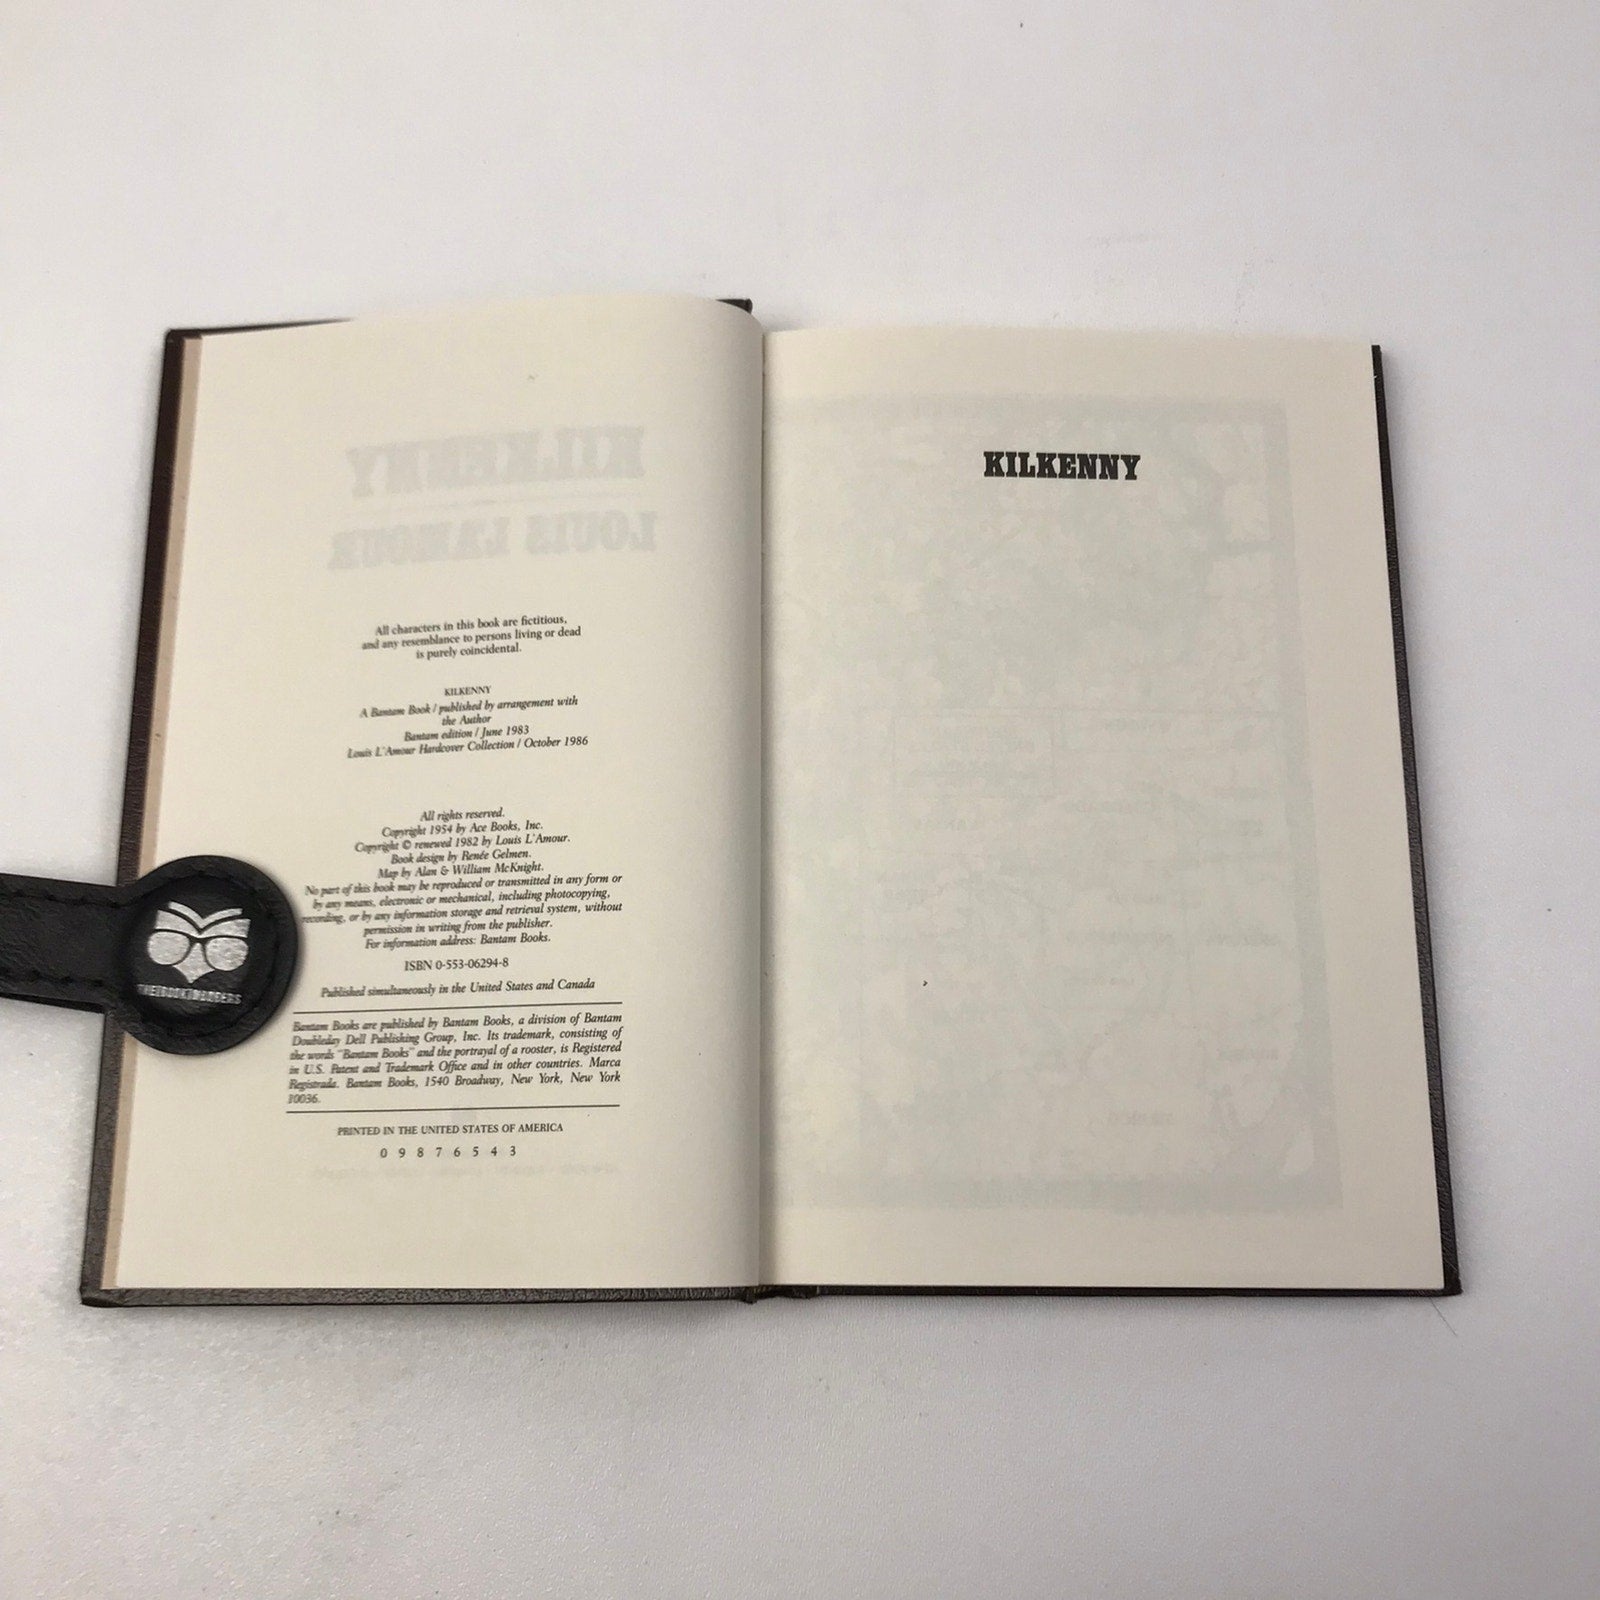 KILKENNY
LOUIS L'AMOUR
All characters in this book are fictitious,
and any resemblance to persons living or dead
is purely coincidental.
KILKENNY
A Bantam Book / published by arrangement with
the Author
Bantam edition / June 1983
Louis L'Amour Hardcover Collection / October 1986
All rights reserved.
Copyright 1954 by Ace Books, Inc.
Copyright © renewed 1982 by Louis L'Amour.
Book design by Renée Gelmen.
Map by Alan & William McKnight.
No part of this book may be reproduced or transmitted in any form or
by any means, electronic or mechanical, including photocopying,
recording, or by any information storage and retrieval system, without
permission in writing from the publisher.
For information address: Bantam Books.
ISBN 0-553-06294-8
Published simultaneously in the United States and Canada
Bantam Books are published by Bantam Books, a division of Bantam
Doubleday Dell Publishing Group, Inc. Its trademark, consisting of
the words "Bantam Books" and the portrayal of a rooster, is Registered
in U.S. Patent and Trademark Office and in other countries. Marca
Registrada. Bantam Books, 1540 Broadway, New York, New York
10036.
PRINTED IN THE UNITED STATES OF AMERICA
0 9 8 7 6 5 4 3
KILKENNY